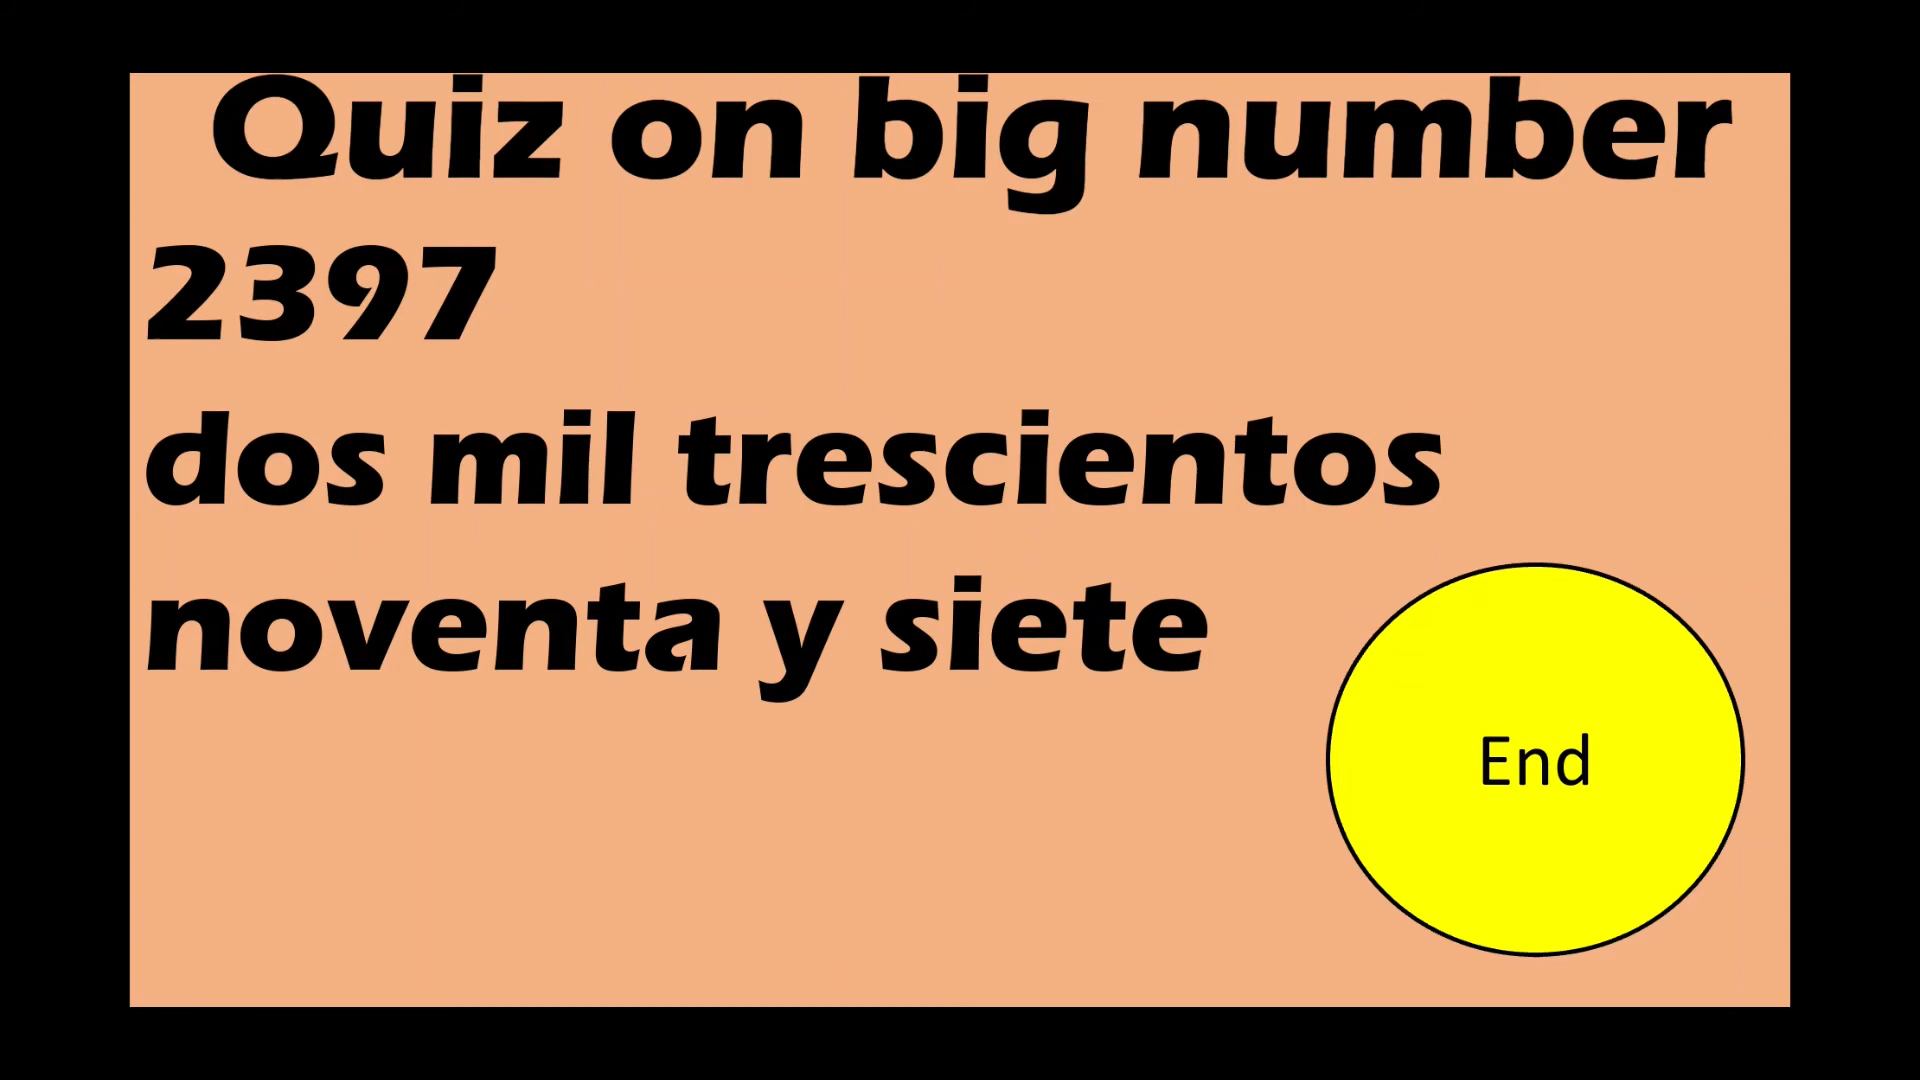 Quiz on big number
2397
dos mil trescientos
noventa y siete
End